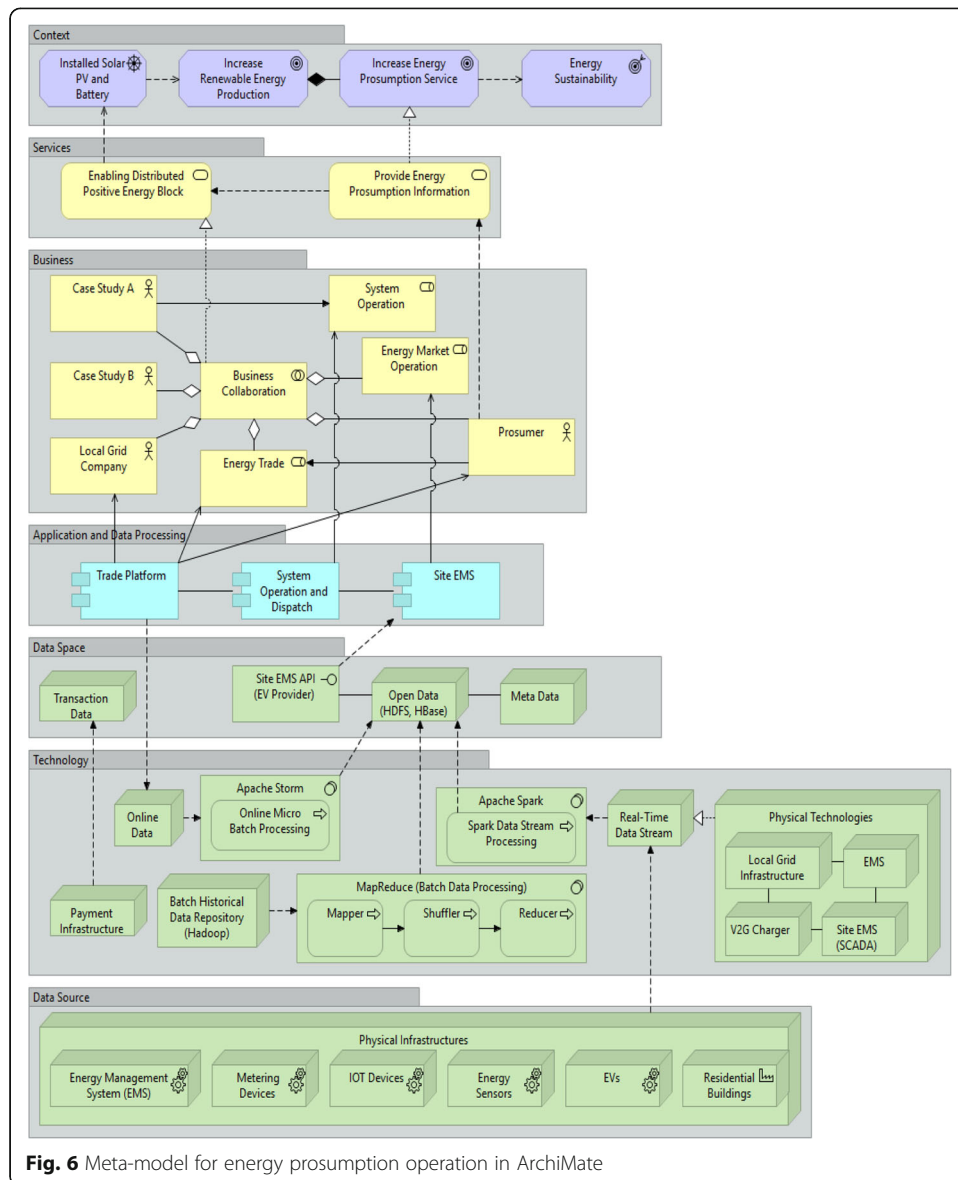 Context
Installed Solar
PV and
Battery
Increase
Renewable Energy
Production
Increase Energy
Prosumption Service
Energy
Sustainability
Services
Enabling Distributed
Positive Energy Block
Provide Energy
Prosumption Information
Business
Case Study A
System
Operation
Energy Market
Operation
Case Study B
Business
Collaboration
Local Grid
Company
Energy Trade
Prosumer
Application and Data Processing
Trade Platform
System
Operation and
Dispatch
Site EMS
Data Space
Transaction
Data
Site EMS API
(EV Provider)
Open Data
(HDFS, HBase)
Meta Data
Technology
Online
Data
Apache Storm
Online Micro
Batch Processing
Apache Spark
Spark Data Stream
Processing
Real-Time
Data Stream
Physical Technologies
Local Grid
Infrastructure
EMS
V2G Charger
Site EMS
(SCADA)
Payment
Infrastructure
Batch Historical
Data Repository
(Hadoop)
MapReduce (Batch Data Processing)
Mapper
Shuffler
Reducer
Data Source
Physical Infrastructures
Energy Management
System (EMS)
Metering
Devices
IOT Devices
Energy
Sensors
EVs
Residential
Buildings
Fig. 6 Meta-model for energy prosumption operation in ArchiMate